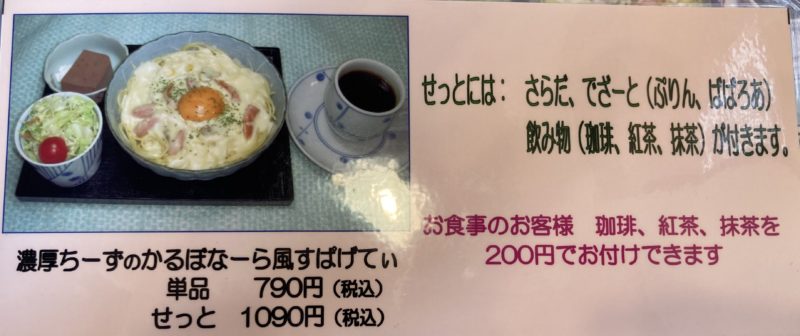 濃厚ちーずのかるぼなーら風すぱげてぃ
単品 790円（税込）
せっと 1090円（税込）
せっとには： さらだ、でざーと（ぷりん、ばばろあ）
飲み物（珈琲、紅茶、抹茶）が付きます。
お食事のお客様 珈琲、紅茶、抹茶を
200円でお付けできます